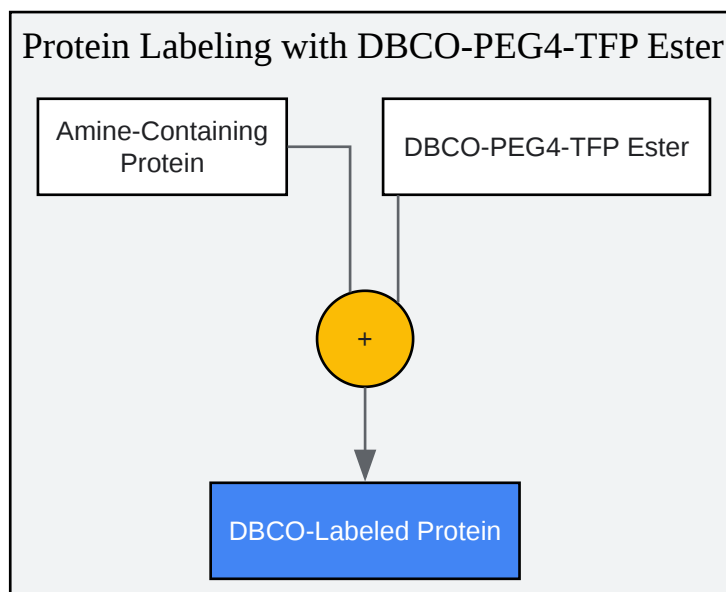 Protein Labeling with DBCO-PEG4-TFP Ester
Amine-Containing
Protein
DBCO-PEG4-TFP Ester
+
DBCO-Labeled Protein